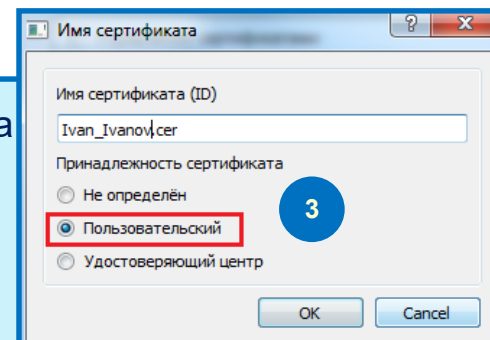 Имя сертификата
а
Имя сертификата (ID)
Ivan_Ivanov.cer
Принадлежность сертификата
Не определён
Пользовательский
3
Удостоверяющий центр
OK
Cancel